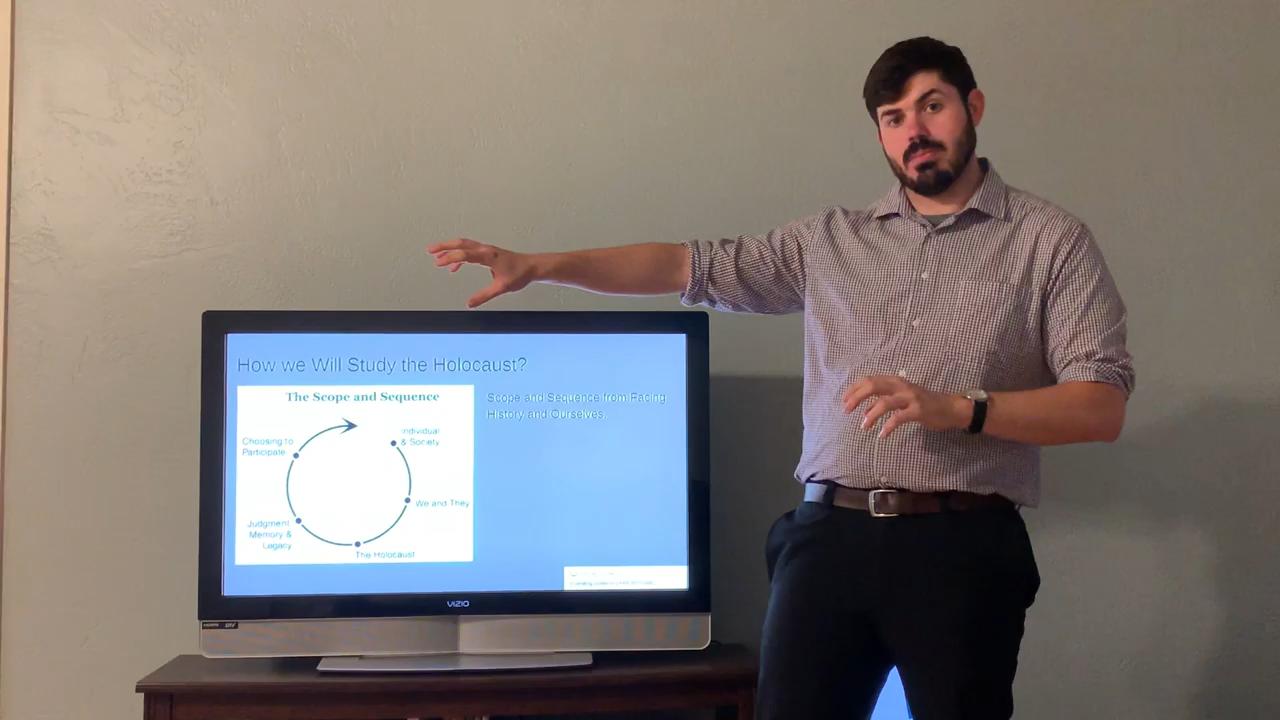 How we Will Study the Holocaust?
The Scope and Sequence
Scope and Sequence from Facing
History and Ourselves.
Individual
& Society
Choosing to
Participate
We and They
Judgment
Memory &
Legacy
The Holocaust
VIZIO
HDMI